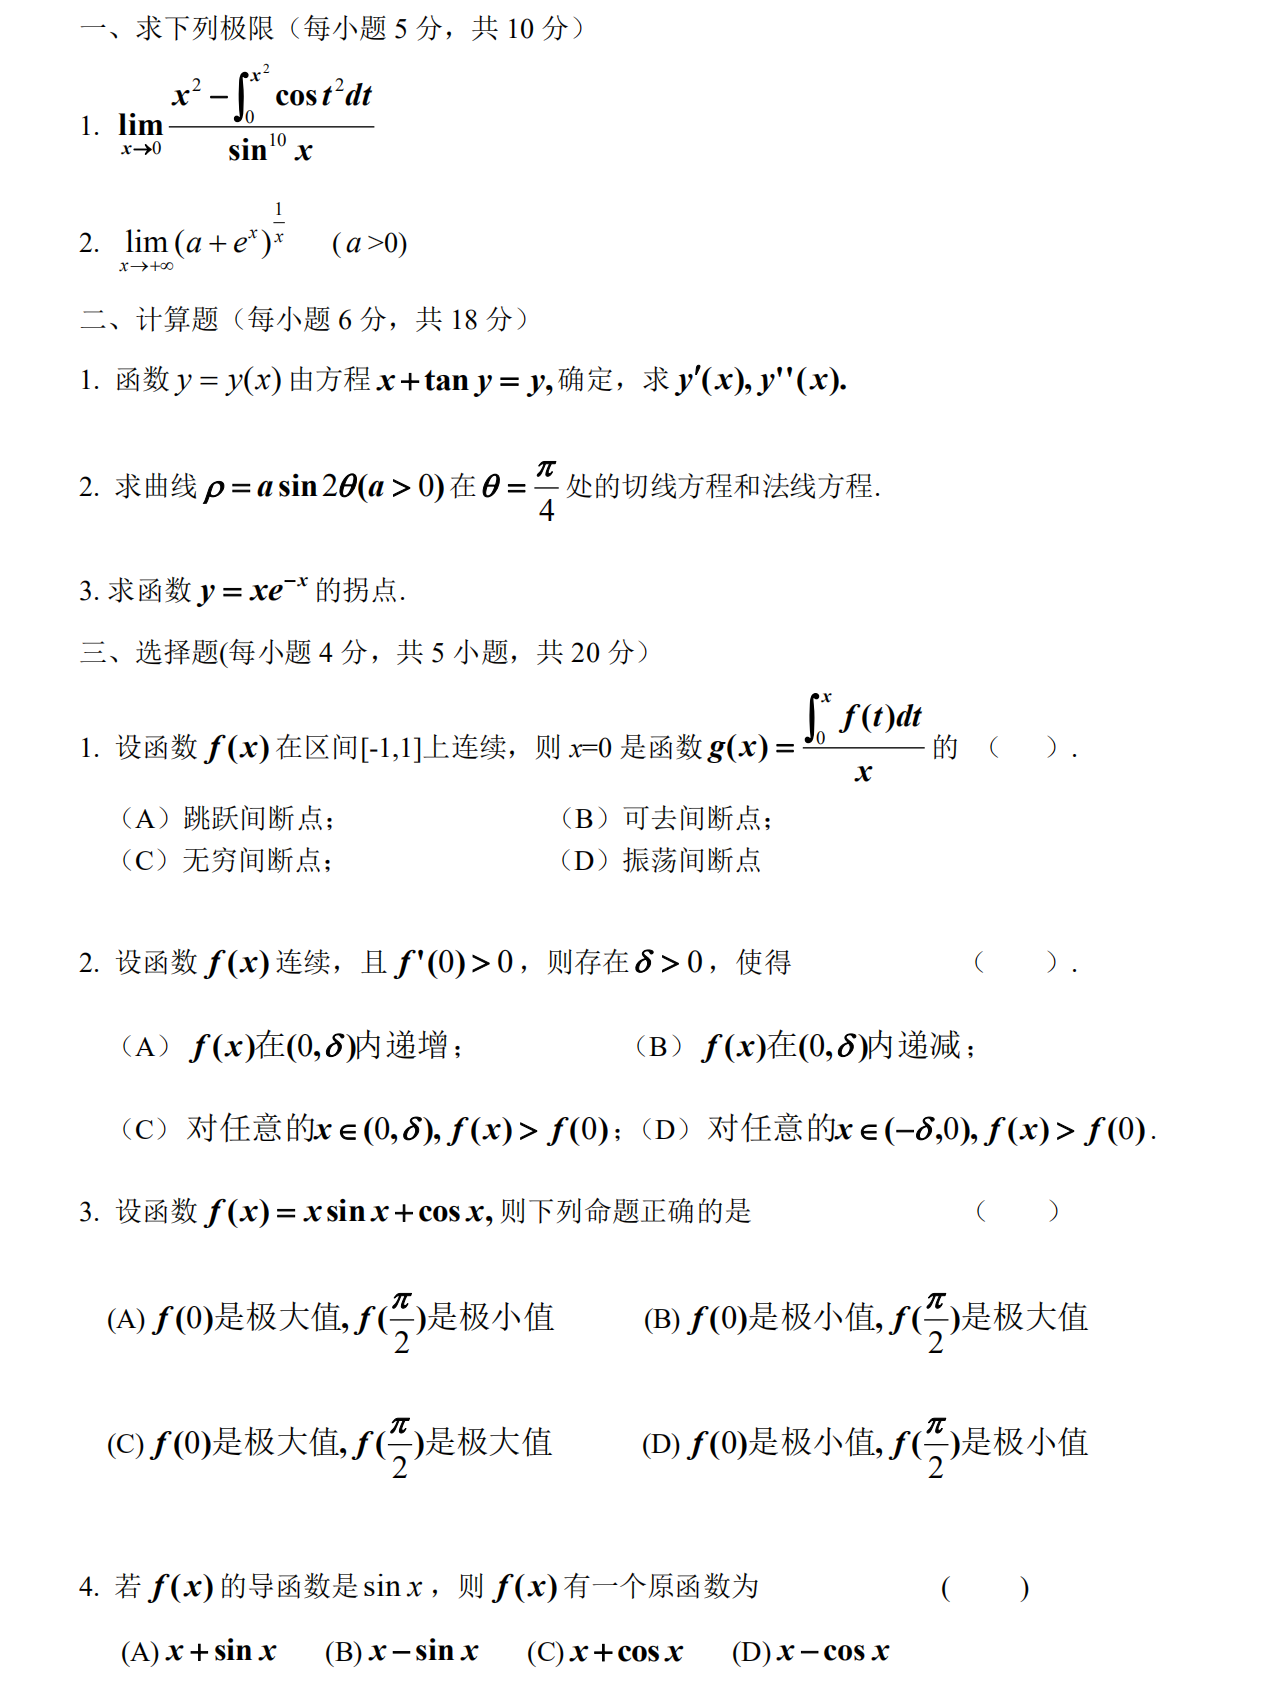 一、求下列极限（每小题 5 分，共 10 分）
1. $\lim_{x\to 0}\frac{x^2-\int_0^{x^2}\cos t^2dt}{\sin^{10}x}$
2. $\lim_{x\to+\infty}(a+e^x)^{\frac{1}{x}}$ （a >0)
二、计算题（每小题 6 分，共 18 分）
1. 函数 y = y(x) 由方程 x + tan y = y, 确定，求 y′(x), y''(x).
2. 求曲线 ρ = a sin 2θ(a > 0) 在 θ = $\frac{\pi}{4}$ 处的切线方程和法线方程.
3. 求函数 $y = xe^{-x}$ 的拐点.
三、选择题(每小题 4 分，共 5 小题，共 20 分）
1. 设函数 f(x) 在区间[-1,1]上连续，则 x=0 是函数 $g(x)=\frac{\int_0^x f(t)dt}{x}$ 的 （ ）.
（A）跳跃间断点； （B）可去间断点；
（C）无穷间断点； （D）振荡间断点
2. 设函数 f(x) 连续，且 f'(0) > 0，则存在 δ > 0，使得 （ ）.
（A） f(x)在(0,δ)内递增； （B） f(x)在(0,δ)内递减；
（C） 对任意的x ∈ (0,δ), f(x) > f(0)；（D） 对任意的x ∈ (−δ,0), f(x) > f(0).
3. 设函数 f(x) = x sin x + cos x, 则下列命题正确的是 （ ）
(A) f(0)是极大值, $f(\frac{\pi}{2})$是极小值 (B) f(0)是极小值, $f(\frac{\pi}{2})$是极大值
(C) f(0)是极大值, $f(\frac{\pi}{2})$是极大值 (D) f(0)是极小值, $f(\frac{\pi}{2})$是极小值
4. 若 f(x) 的导函数是 sin x，则 f(x) 有一个原函数为 ( )
(A) x + sin x (B) x − sin x (C) x + cos x (D) x − cos x